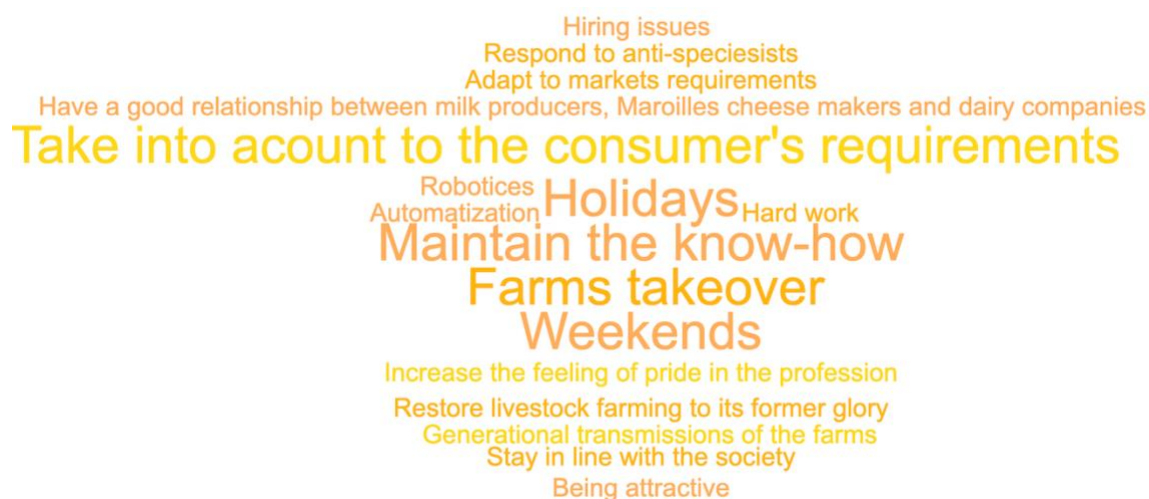 Hiring issues
Respond to anti-speciesists
Adapt to markets requirements
Have a good relationship between milk producers, Maroilles cheese makers and dairy companies
Take into acount to the consumer's requirements
Robotices
Automatization
Holidays
Hard work
Maintain the know-how
Farms takeover
Weekends
Increase the feeling of pride in the profession
Restore livestock farming to its former glory
Generational transmissions of the farms
Stay in line with the society
Being attractive